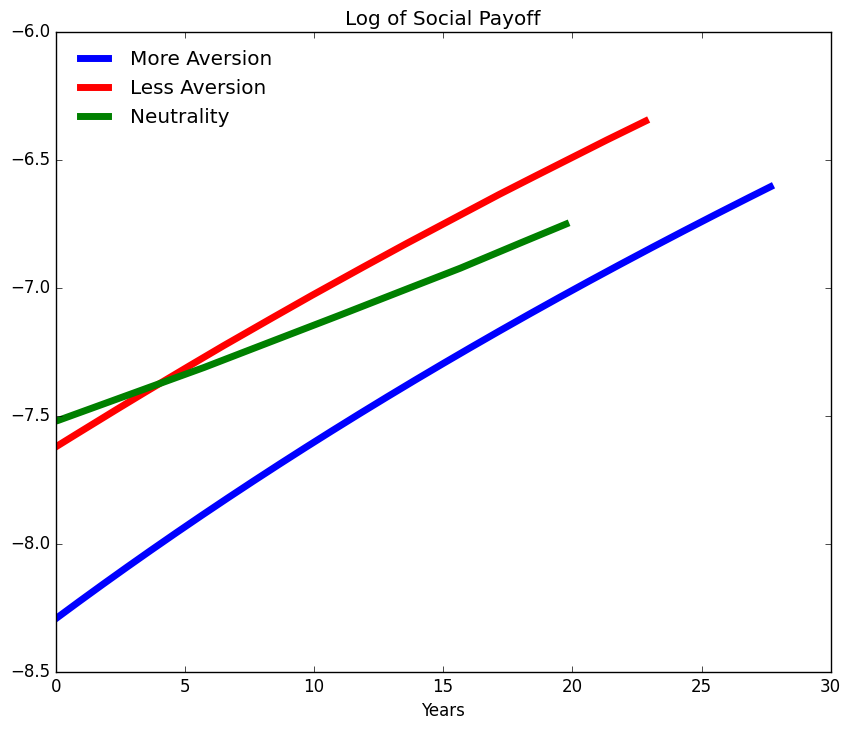 Log of Social Payoff
−6.0
More Aversion
Less Aversion
Neutrality
−6.5
−7.0
−7.5
−8.0
−8.5
0 5 10 15 20 25 30
Years